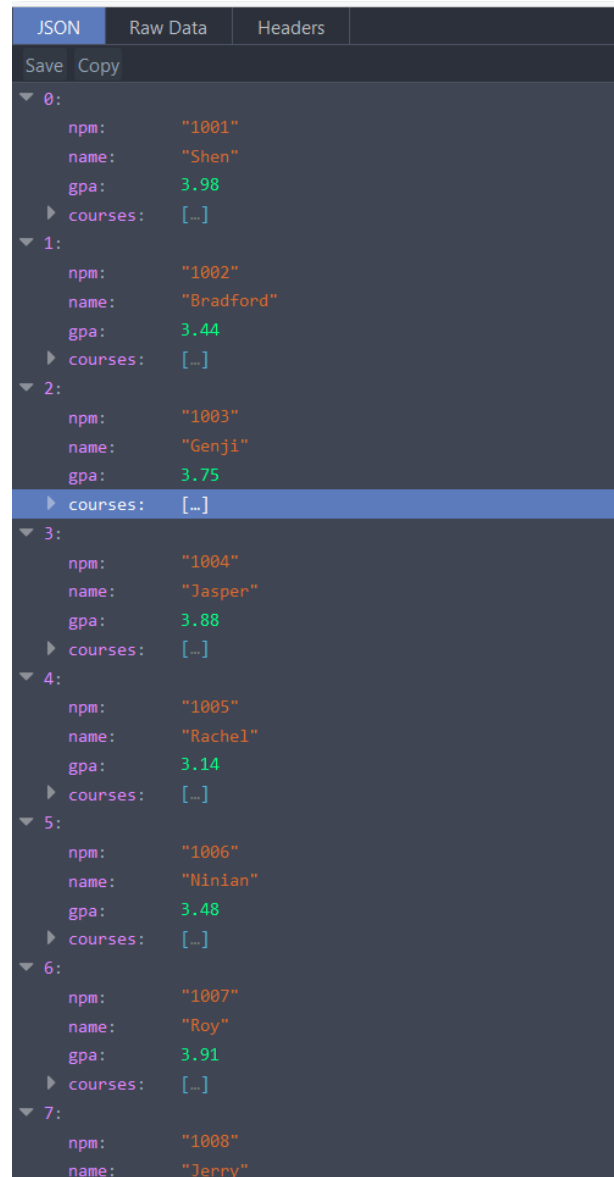 JSON Raw Data Headers
Save Copy
0:
npm: "1001"
name: "Shen"
gpa: 3.98
courses: […]
1:
npm: "1002"
name: "Bradford"
gpa: 3.44
courses: […]
2:
npm: "1003"
name: "Genji"
gpa: 3.75
courses: […]
3:
npm: "1004"
name: "Jasper"
gpa: 3.88
courses: […]
4:
npm: "1005"
name: "Rachel"
gpa: 3.14
courses: […]
5:
npm: "1006"
name: "Ninian"
gpa: 3.48
courses: […]
6:
npm: "1007"
name: "Roy"
gpa: 3.91
courses: […]
7:
npm: "1008"
name: "Jerry"